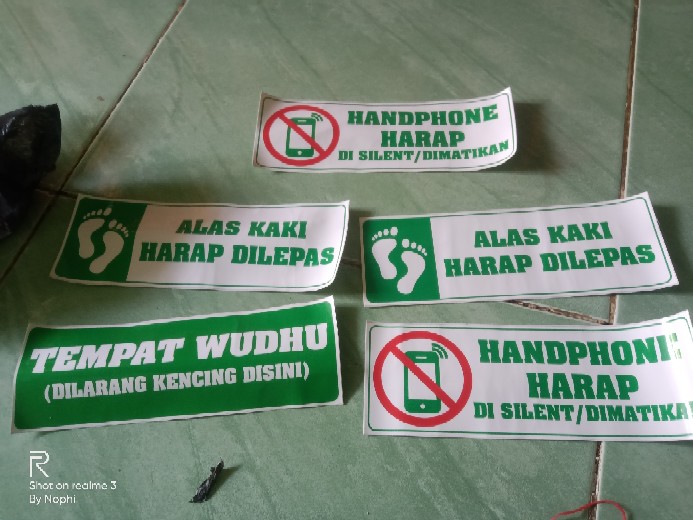 HANDPHONE
HARAP
DI SILENT/DIMATIKAN
ALAS KAKI
HARAP DILEPAS
ALAS KAKI
HARAP DILEPAS
TEMPAT WUDHU
(DILARANG KENCING DISINI)
HANDPHONE
HARAP
DI SILENT/DIMATIKA
R
Shot on realme 3
By Nophi